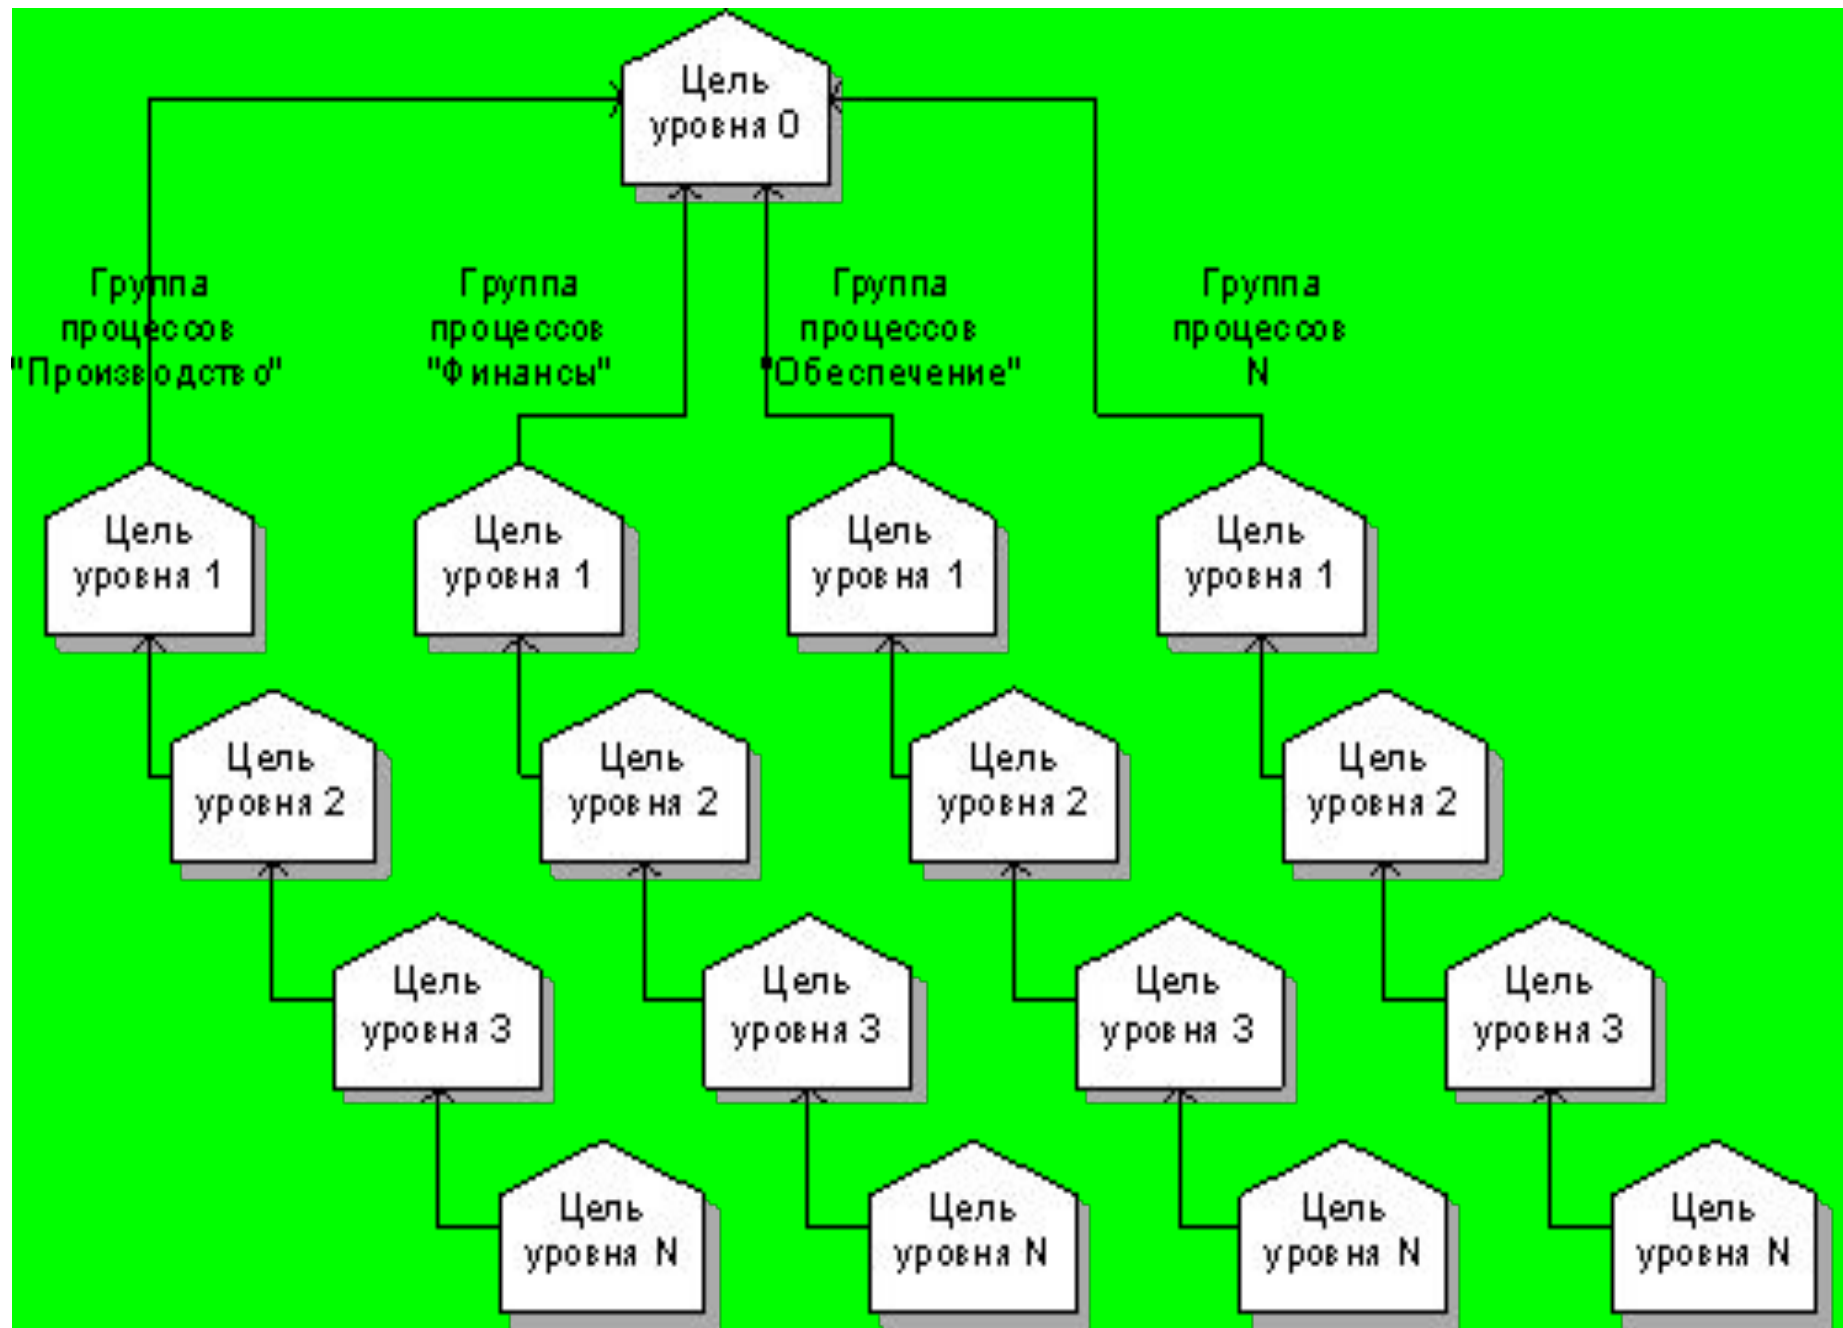 Цель
уровня 0
Группа
процессов
"Производство"
Группа
процессов
"Финансы"
Группа
процессов
"Обеспечение"
Группа
процессов
N
Цель
уровня 1
Цель
уровня 1
Цель
уровня 1
Цель
уровня 1
Цель
уровня 2
Цель
уровня 2
Цель
уровня 2
Цель
уровня 2
Цель
уровня 3
Цель
уровня 3
Цель
уровня 3
Цель
уровня 3
Цель
уровня N
Цель
уровня N
Цель
уровня N
Цель
уровня N